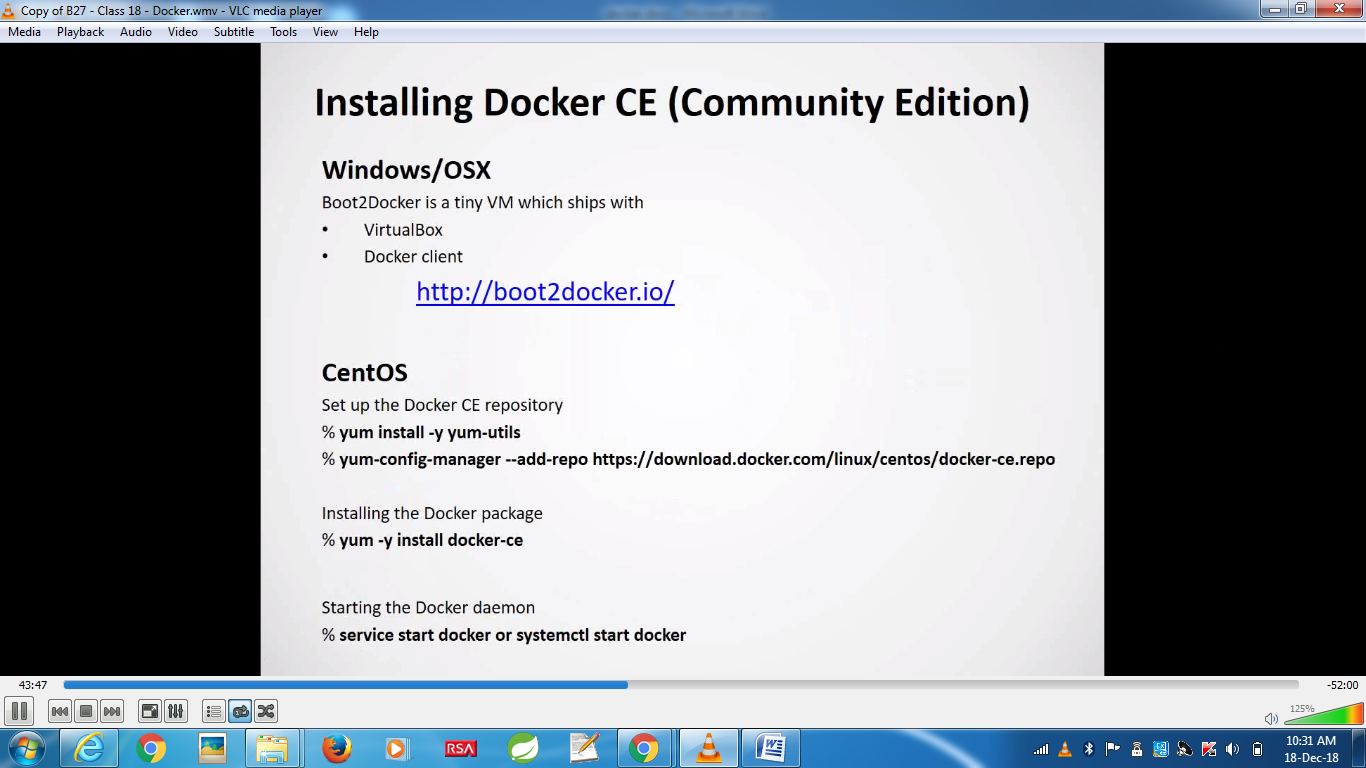 Copy of B27 - Class 18 - Docker.wmv - VLC media player
Media Playback Audio Video Subtitle Tools View Help
Installing Docker CE (Community Edition)
Windows/OSX
Boot2Docker is a tiny VM which ships with
• VirtualBox
• Docker client
http://boot2docker.io/
CentOS
Set up the Docker CE repository
% yum install -y yum-utils
% yum-config-manager --add-repo https://download.docker.com/linux/centos/docker-ce.repo
Installing the Docker package
% yum -y install docker-ce
Starting the Docker daemon
% service start docker or systemctl start docker
43:47
-52:00
125%
RSA
10:31 AM
18-Dec-18